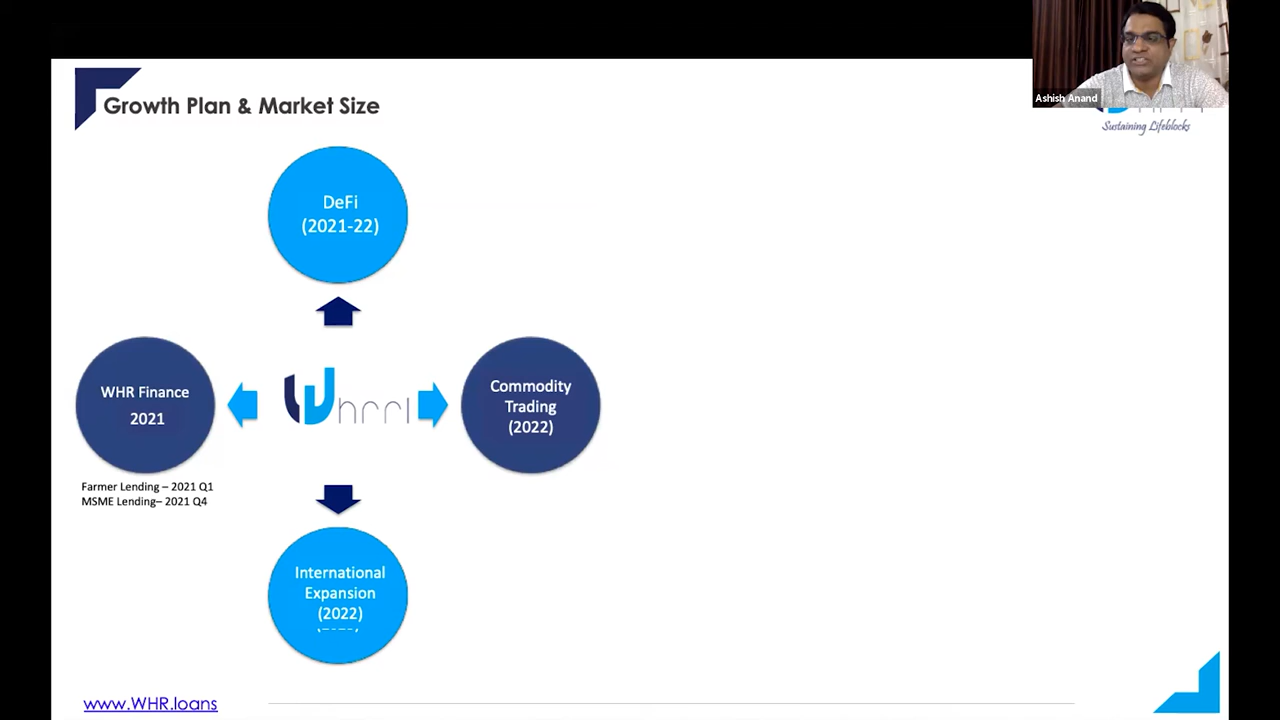 Ashish Anand
Growth Plan & Market Size
Sustaining Lifeblocks
DeFi
(2021-22)
WHR Finance
2021
Whrrl
Commodity
Trading
(2022)
Farmer Lending – 2021 Q1
MSME Lending– 2021 Q4
International
Expansion
(2022)
www.WHR.loans